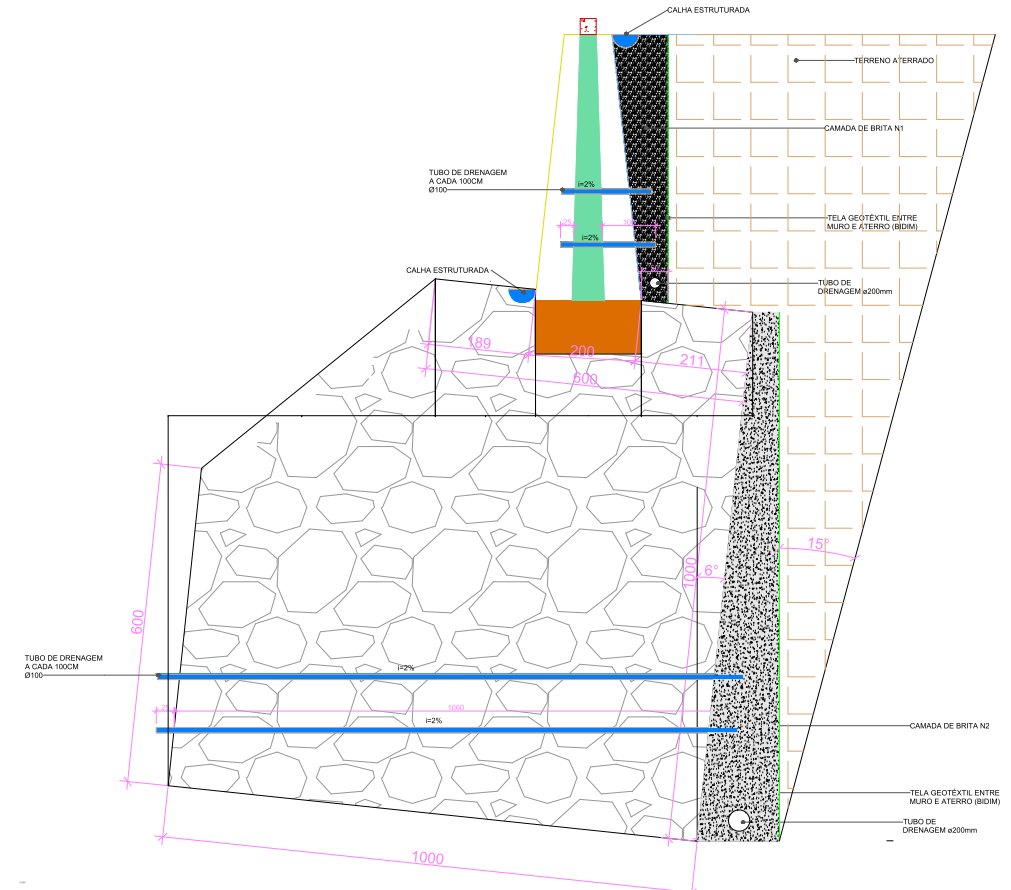 CALHA ESTRUTURADA
TERRENO ATERRADO
CAMADA DE BRITA N1
TUBO DE DRENAGEM
A CADA 100CM
Ø100
i=2%
TELA GEOTÊXTIL ENTRE
MURO E ATERRO (BIDIM)
25
i=2%
CALHA ESTRUTURADA
TUBO DE
DRENAGEM ø200mm
189
200
211
600
15°
6°
1000
600
TUBO DE DRENAGEM
A CADA 100CM
Ø100
i=2%
25
1060
i=2%
CAMADA DE BRITA N2
TELA GEOTÊXTIL ENTRE
MURO E ATERRO (BIDIM)
TUBO DE
DRENAGEM ø200mm
1000